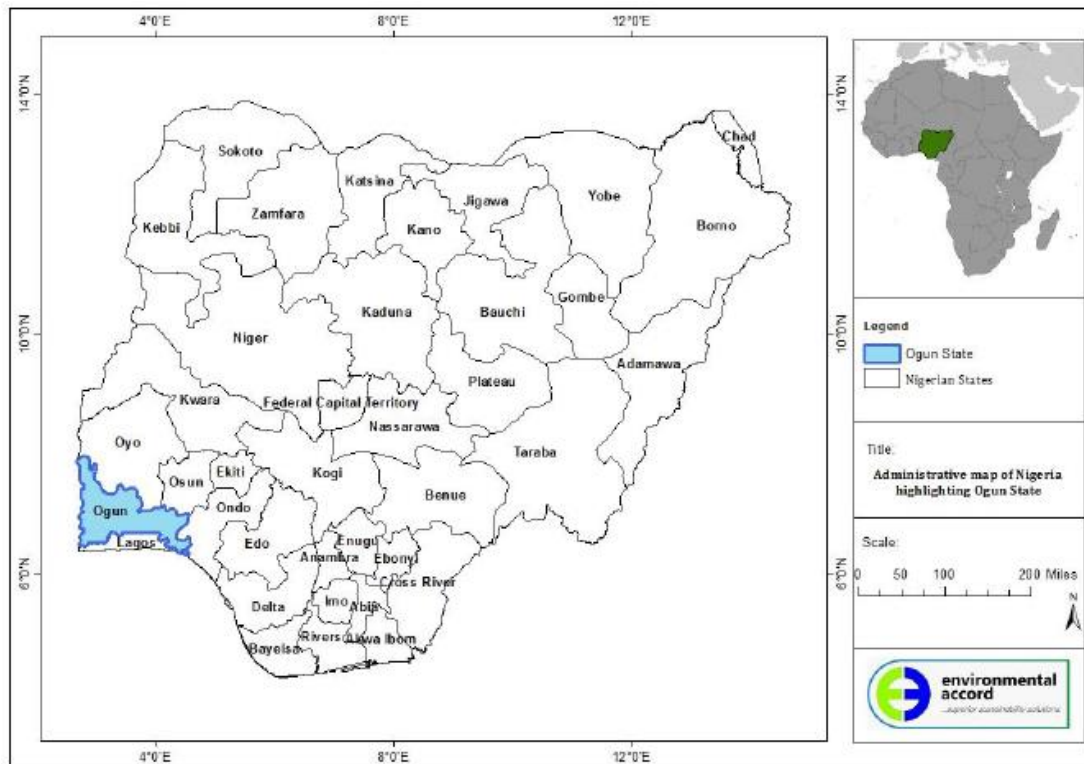 4°0'E
8°0'E
12°0'E
14°0'N
14°0'N
Chad
Sokoto
Katsina
Yobe
Jigawa
Zamfara
Kebbi
Kano
Borno
Gombe
Kaduna
Bauchi
Niger
10°0'N
10°0'N
Adamawa
Plateau
Kwara
Federal Capital Territory
Nassarawa
Oyo
Taraba
Ekiti
Osun
Kogi
Benue
Ogun
Ondo
Lagos
Edo
Enugu
Anambra
Ebonyi
6°0'N
6°0'N
Cross River
Imo
Abia
Delta
Rivers
Akwa Ibom
Bayelsa
4°0'E
8°0'E
12°0'E
Legend
Ogun State
Nigerian States
Title:
Administrative map of Nigeria
highlighting Ogun State
Scale:
0 50 100 200 Miles
N
environmental
accord
...superior sustainability solutions